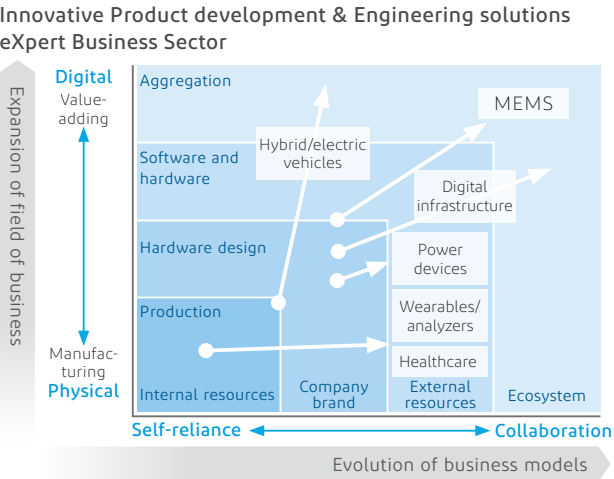 Innovative Product development & Engineering solutions
eXpert Business Sector
Expansion of field of business
Digital
Value-
adding
Manufac-
turing
Physical
Aggregation
MEMS
Hybrid/electric
vehicles
Software and
hardware
Digital
infrastructure
Hardware design
Power
devices
Production
Wearables/
analyzers
Healthcare
Internal resources
Company
brand
External
resources
Ecosystem
Self-reliance
Collaboration
Evolution of business models